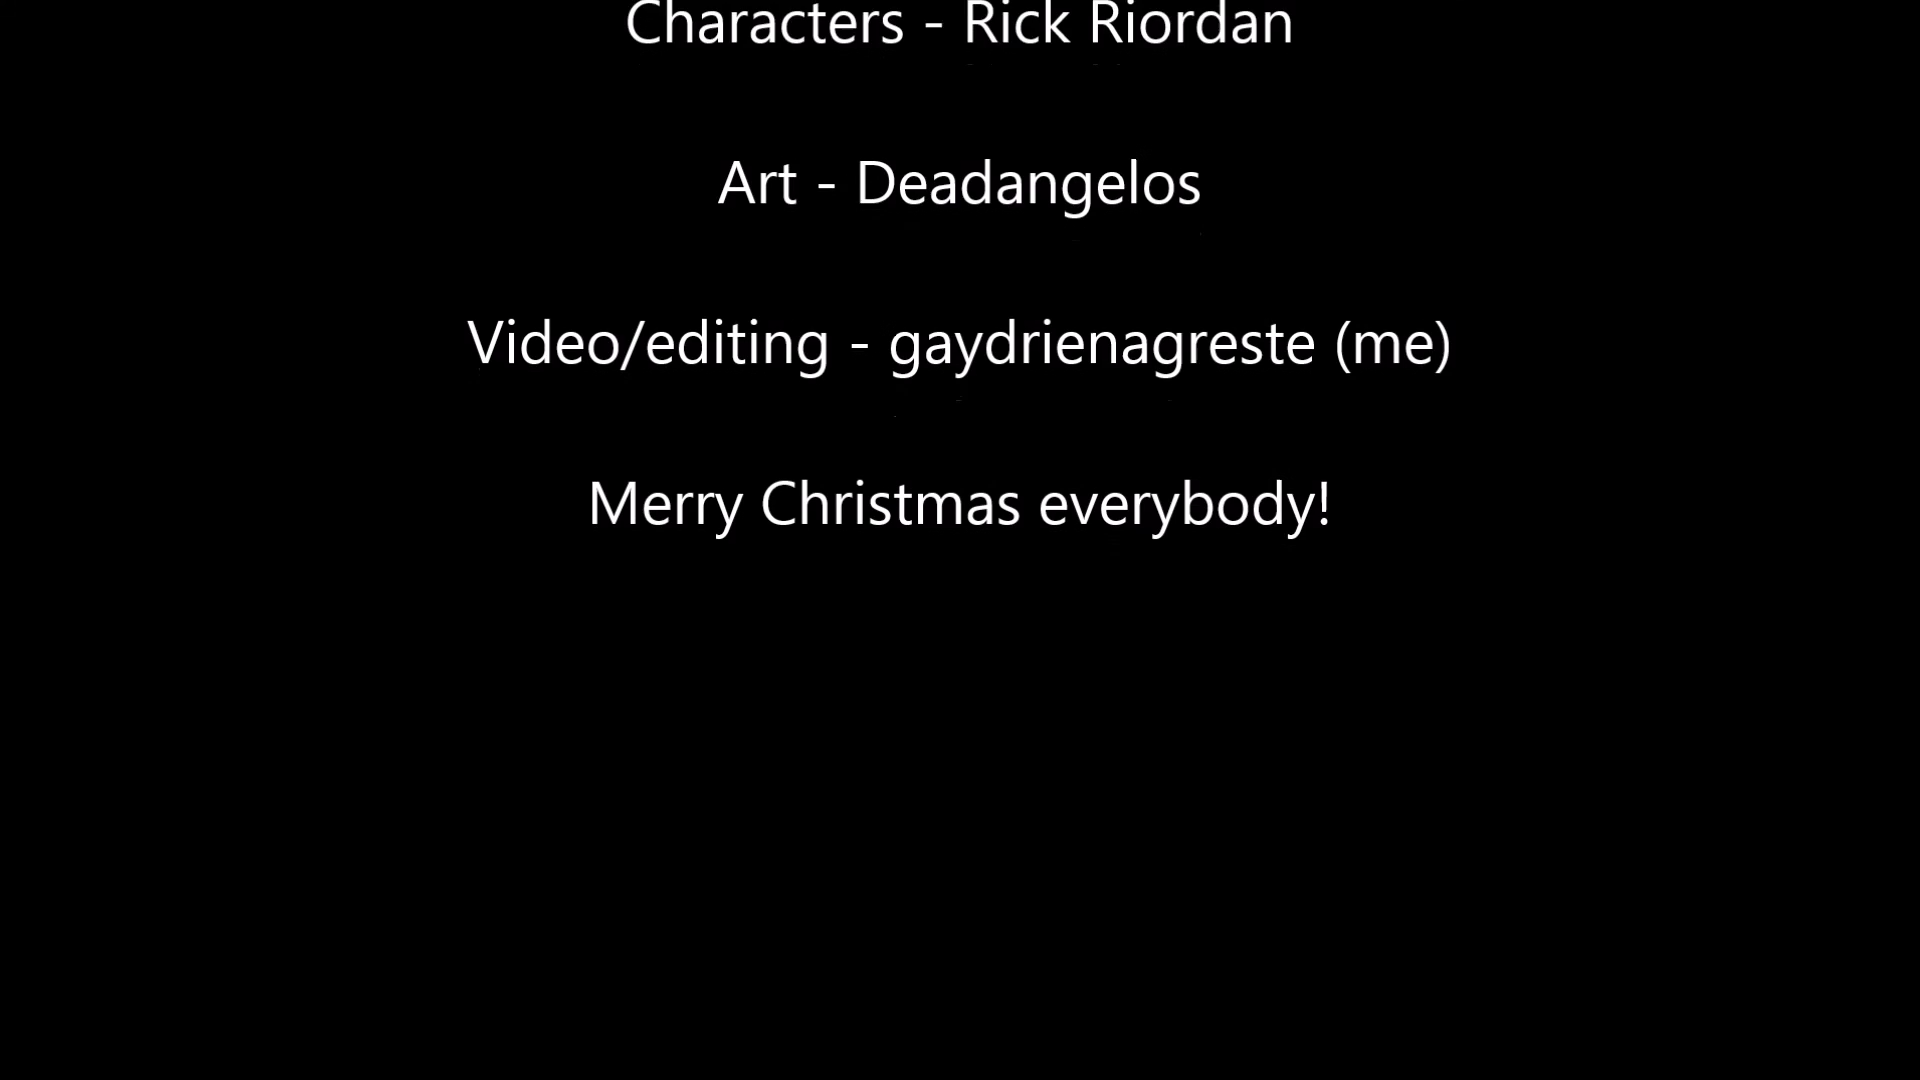 Characters - Rick Riordan
Art - Deadangelos
Video/editing - gaydrienagreste (me)
Merry Christmas everybody!